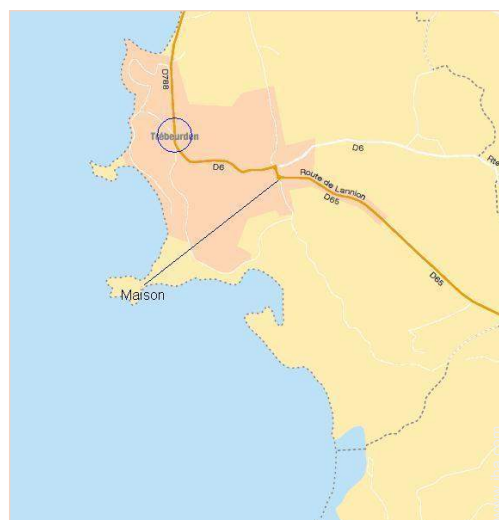 D788
Trébeurden
D6
D6
Rte
Route de Lannion
D65
D65
Maison